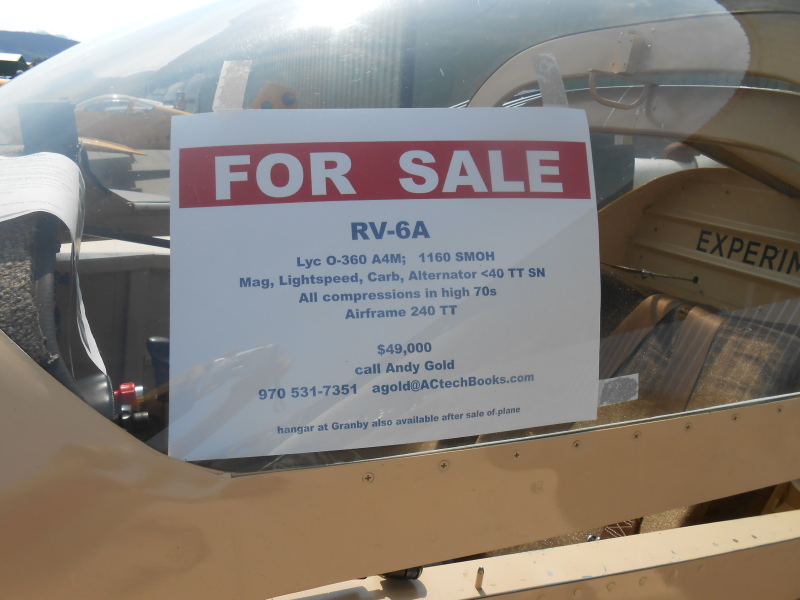 FOR SALE
RV-6A
Lyc O-360 A4M; 1160 SMOH
Mag, Lightspeed, Carb, Alternator <40 TT SN
All compressions in high 70s
Airframe 240 TT
$49,000
call Andy Gold
970 531-7351 agold@ACtechBooks.com
hangar at Granby also available after sale of plane
EXPERIM